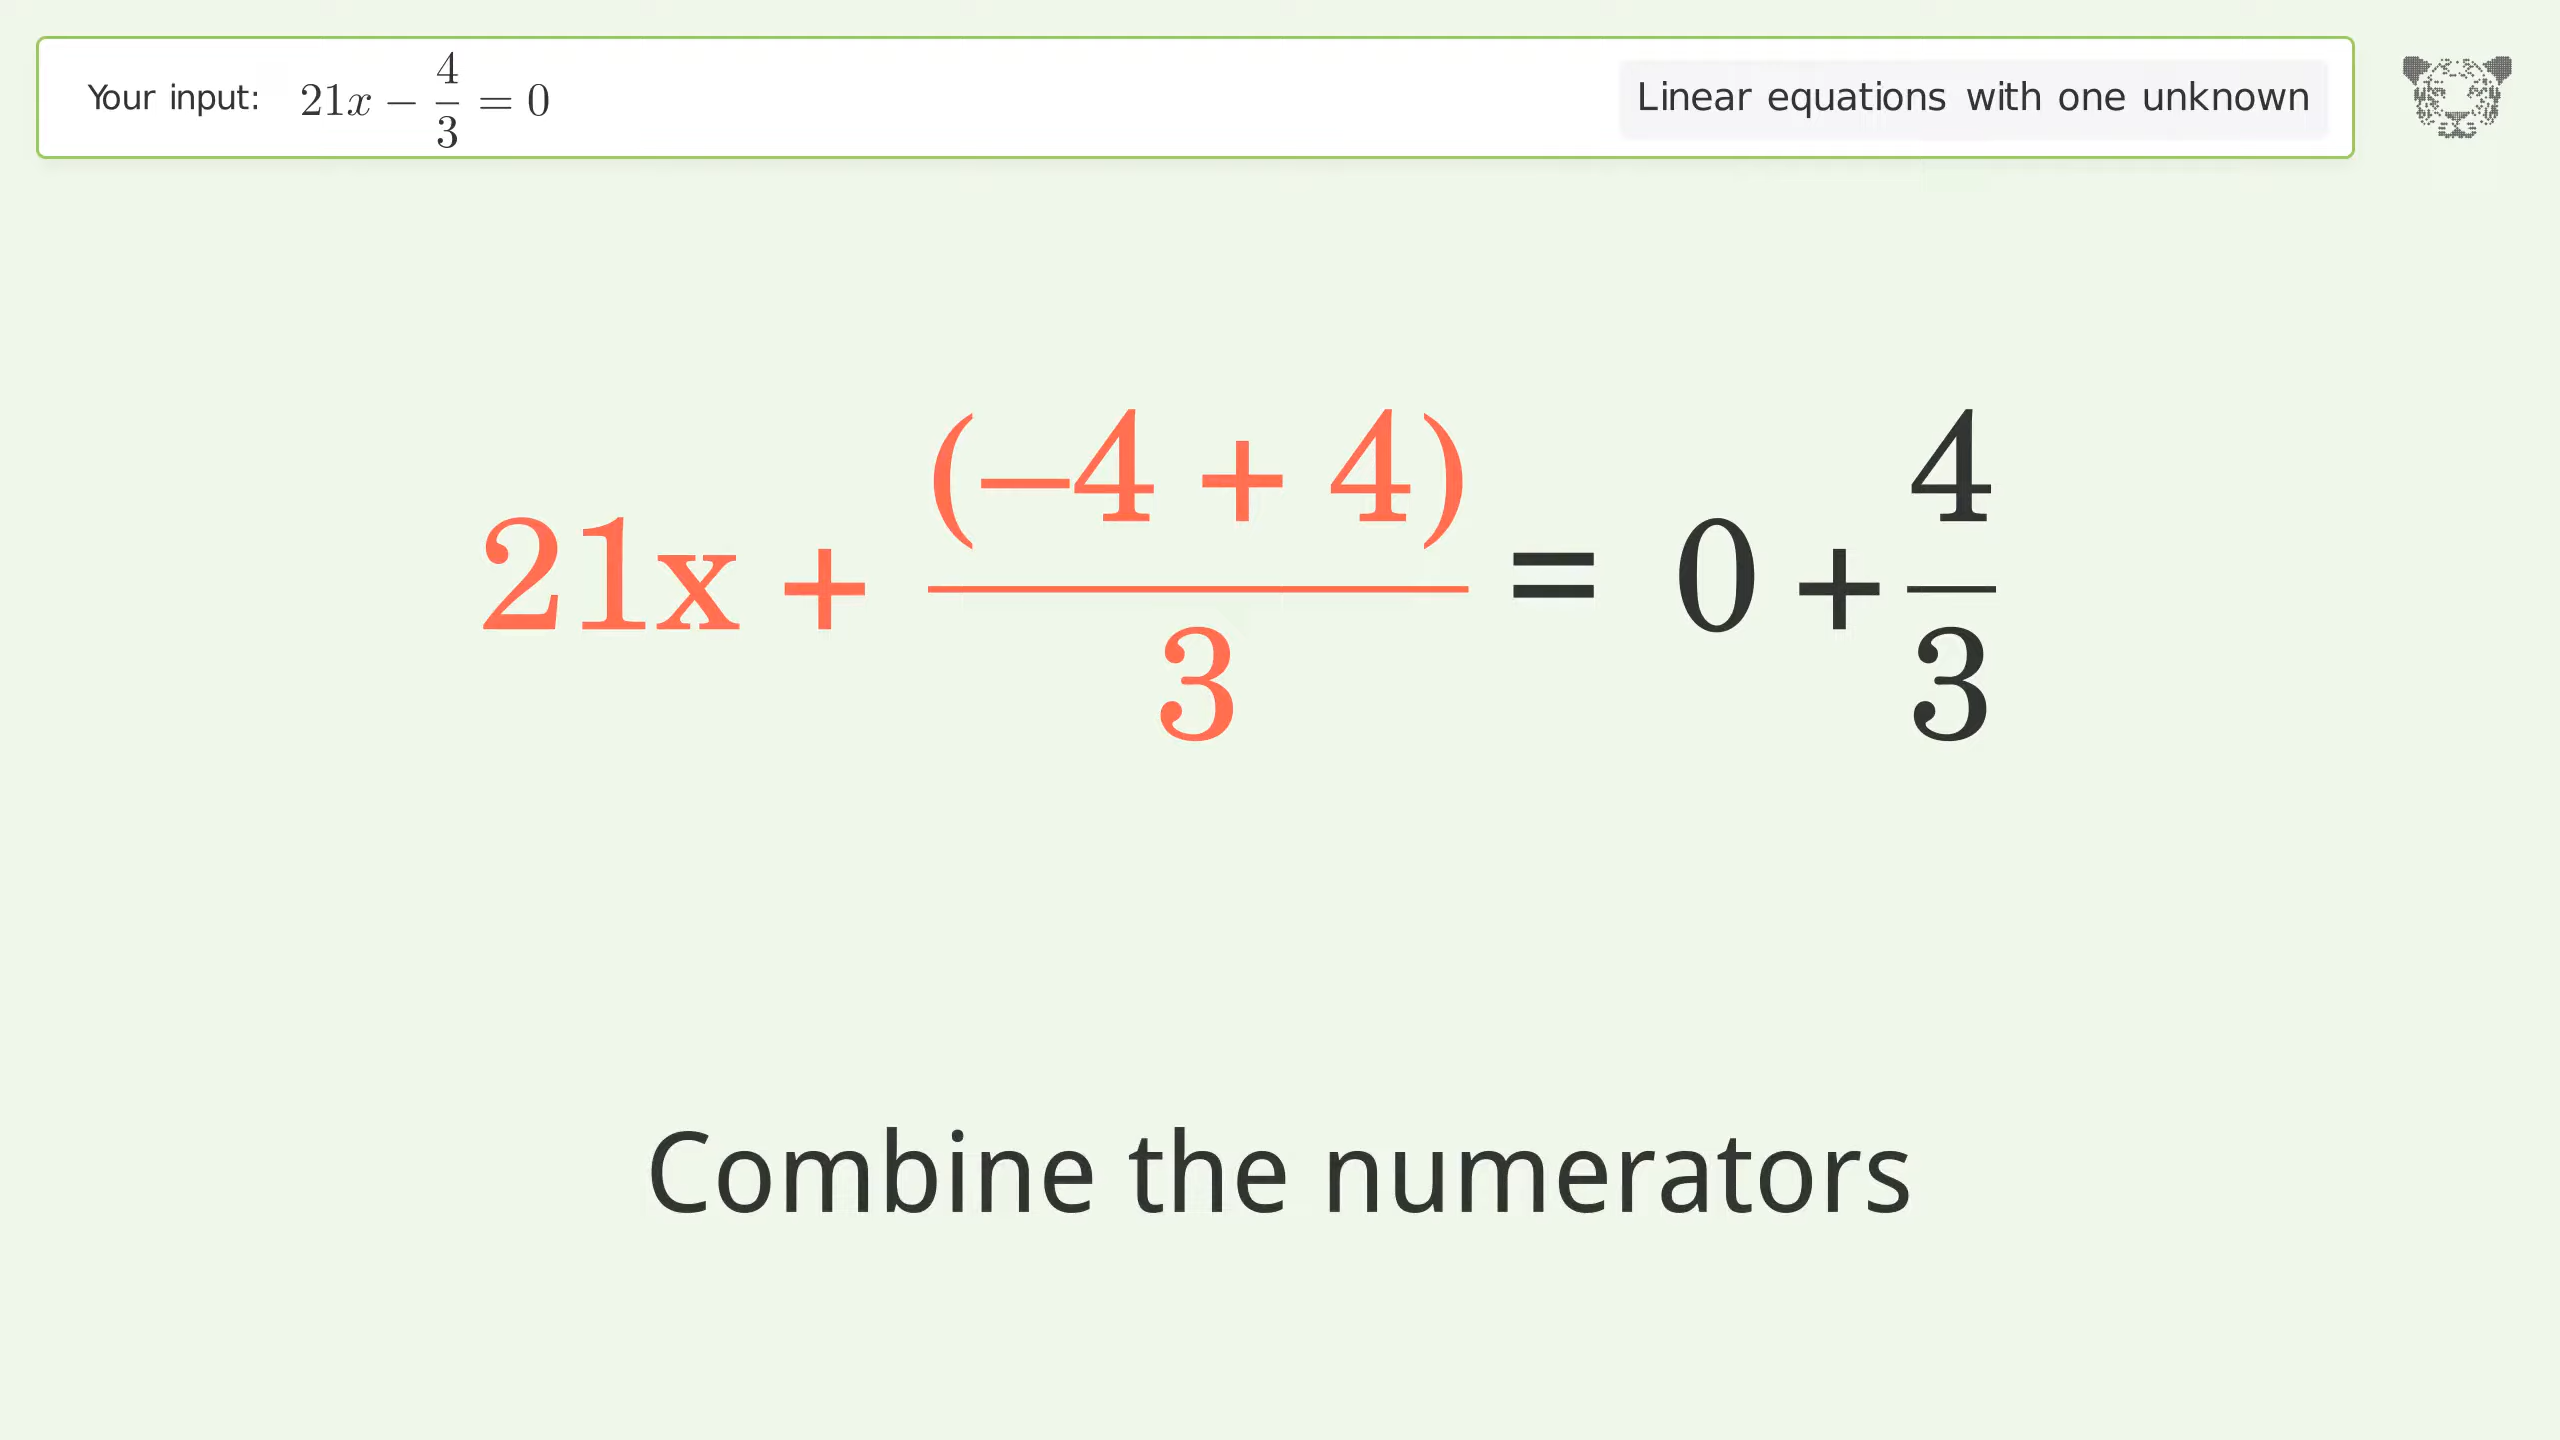 Your input: 21x − 4/3 = 0
Linear equations with one unknown
21x + (−4 + 4)/3 = 0 + 4/3
Combine the numerators